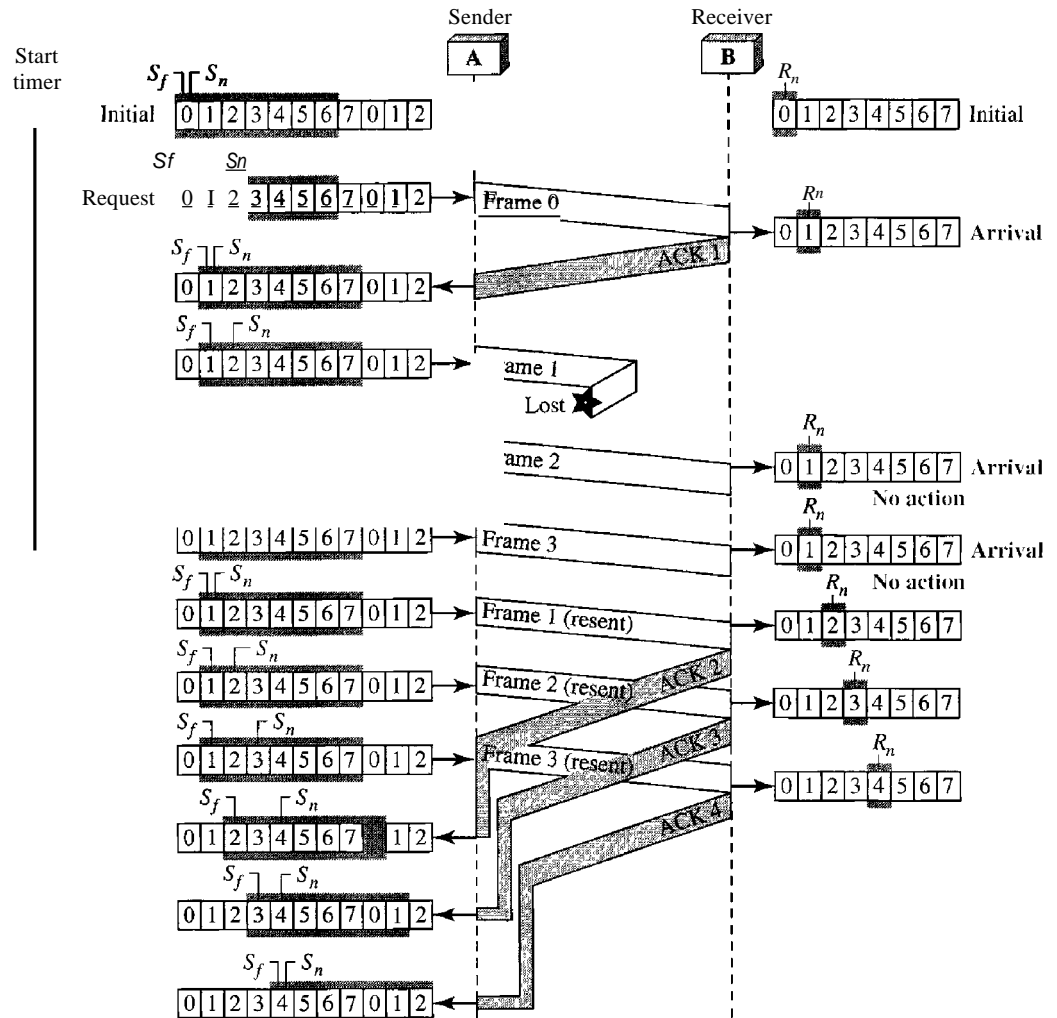 Sender Receiver
A B
Start
timer
Sf Sn Rn
Initial 0 1 2 3 4 5 6 7 0 1 2 0 1 2 3 4 5 6 7 Initial
Sf Sn
Request 0 I 2 3 4 5 6 7 0 1 2 Frame 0
Rn
0 1 2 3 4 5 6 7 Arrival
Sf Sn ACK 1
0 1 2 3 4 5 6 7 0 1 2
Sf Sn
0 1 2 3 4 5 6 7 0 1 2 ame 1
Lost
Rn
ame 2 0 1 2 3 4 5 6 7 Arrival
No action
Rn
0 1 2 3 4 5 6 7 0 1 2 Frame 3 0 1 2 3 4 5 6 7 Arrival
No action
Sf Sn Rn
0 1 2 3 4 5 6 7 0 1 2 Frame 1 (resent) 0 1 2 3 4 5 6 7
Sf Sn ACK 2 Rn
0 1 2 3 4 5 6 7 0 1 2 Frame 2 (resent) 0 1 2 3 4 5 6 7
Sf Sn ACK 3 Rn
0 1 2 3 4 5 6 7 0 1 2 Frame 3 (resent) 0 1 2 3 4 5 6 7
Sf Sn ACK 4
0 1 2 3 4 5 6 7 1 2
Sf Sn
0 1 2 3 4 5 6 7 0 1 2
Sf Sn
0 1 2 3 4 5 6 7 0 1 2